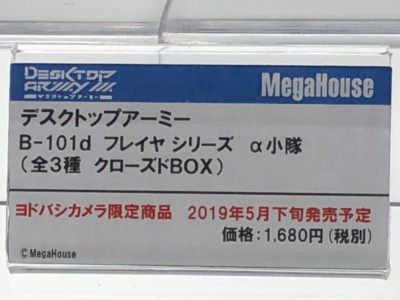 DESKTOP
ARMY
デスクトップアーミー
MegaHouse
デスクトップアーミー
B-101d フレイヤ シリーズ α小隊
(全3種 クローズドBOX)
ヨドバシカメラ限定商品 2019年5月下旬発売予定
価格:1,680円(税別)
©MegaHouse